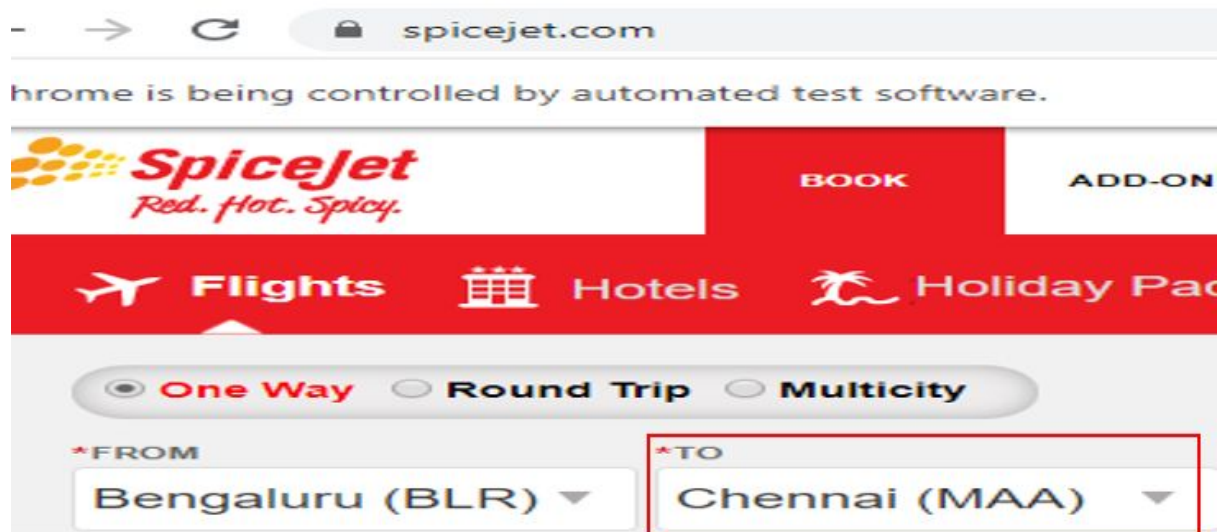 spicejet.com
hrome is being controlled by automated test software.
SpiceJet
Red. Hot. Spicy.
BOOK ADD-ON
Flights Hotels Holiday Pac
One Way Round Trip Multicity
*FROM *TO
Bengaluru (BLR) Chennai (MAA)